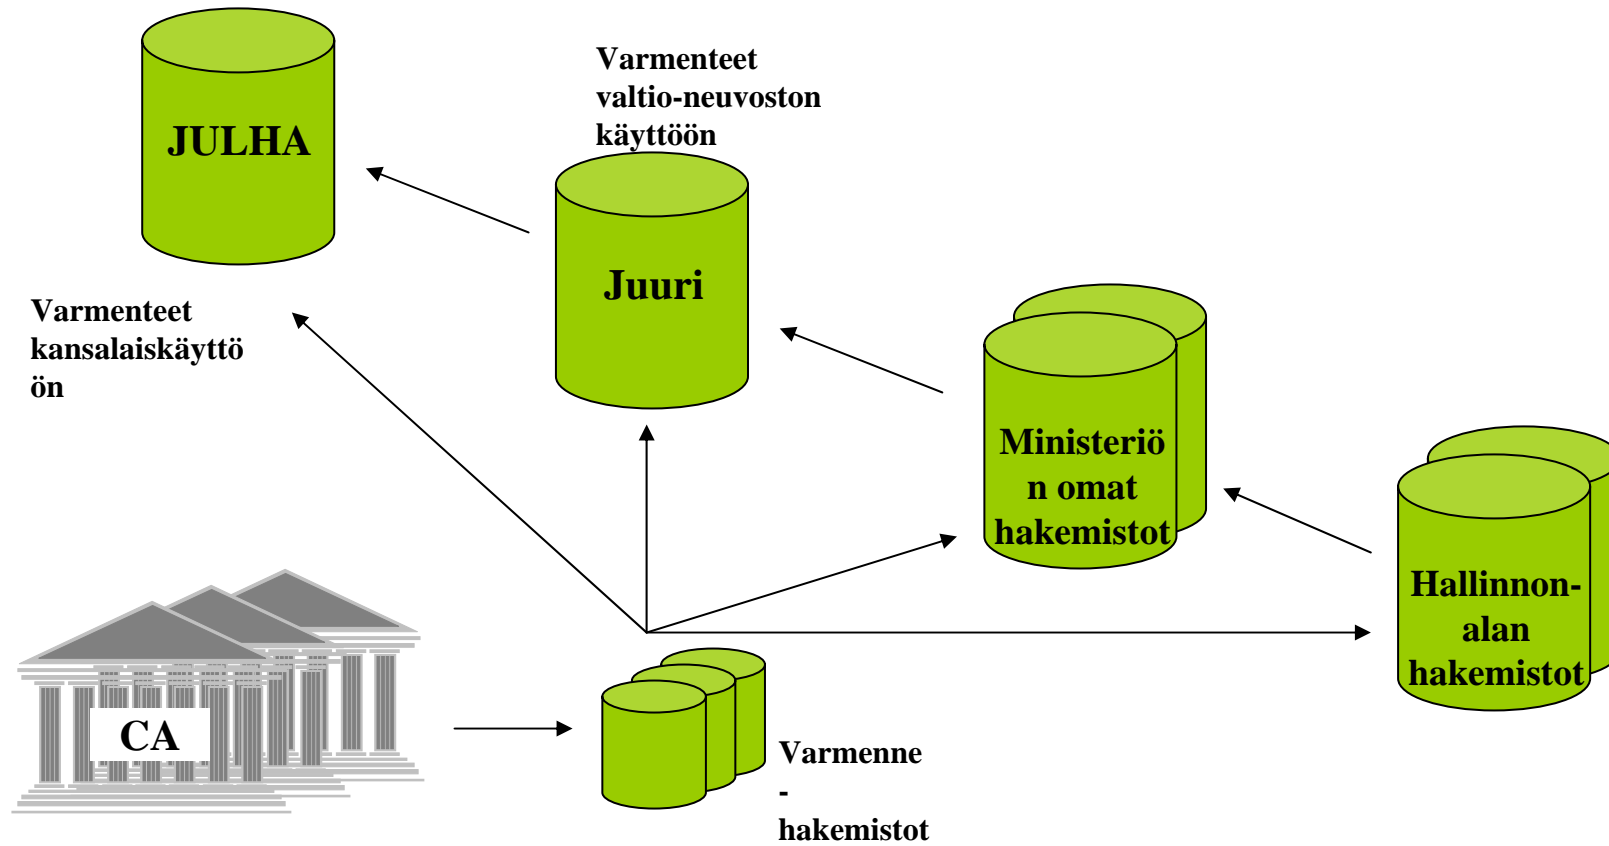 JULHA
Varmenteet
valtio-neuvoston
käyttöön
Juuri
Varmenteet
kansalaiskäyttö
ön
Ministeriö
n omat
hakemistot
Hallinnon-
alan
hakemistot
CA
Varmenne
-
hakemistot